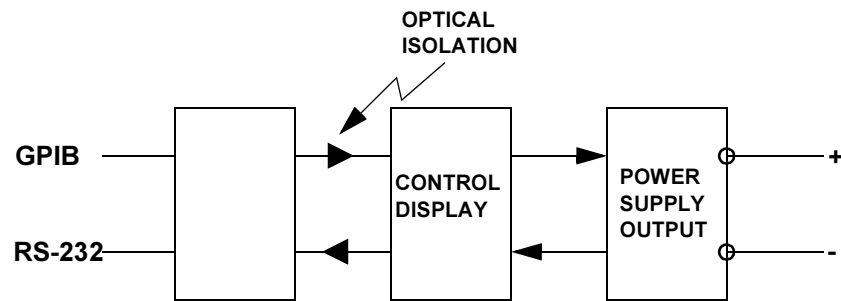 OPTICAL
ISOLATION
GPIB
RS-232
CONTROL
DISPLAY
POWER
SUPPLY
OUTPUT
+
-